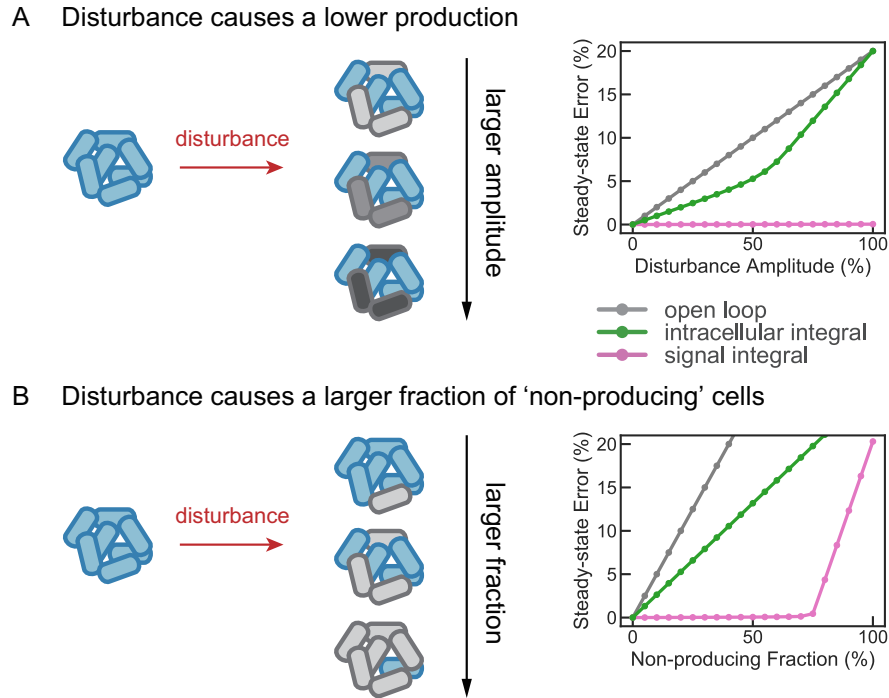 A Disturbance causes a lower production
disturbance
larger amplitude
Steady-state Error (%)
20
15
10
5
0
0 50 100
Disturbance Amplitude (%)
open loop
intracellular integral
signal integral
B Disturbance causes a larger fraction of ‘non-producing’ cells
disturbance
larger fraction
Steady-state Error (%)
20
15
10
5
0
0 50 100
Non-producing Fraction (%)